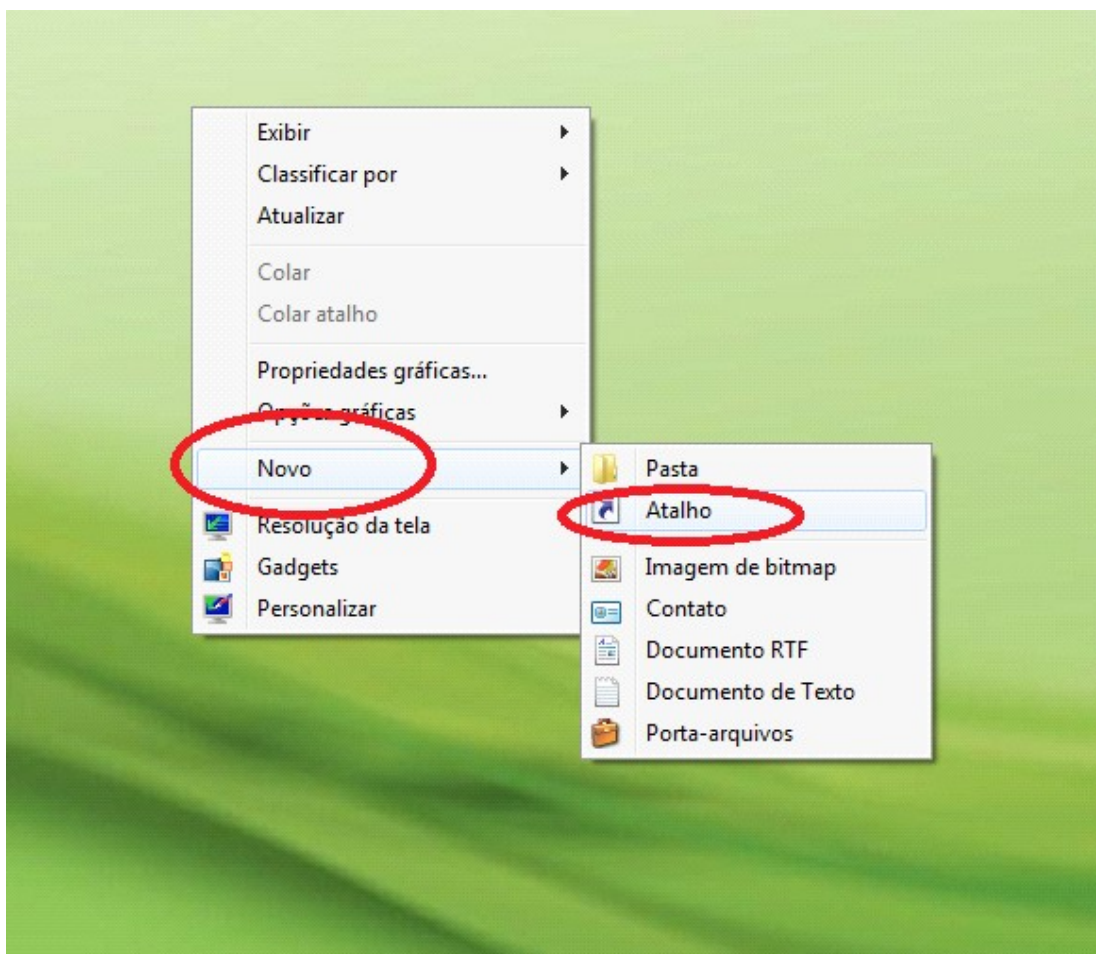 Exibir
Classificar por
Atualizar
Colar
Colar atalho
Propriedades gráficas...
Opções gráficas
Novo
Resolução da tela
Gadgets
Personalizar
Pasta
Atalho
Imagem de bitmap
Contato
Documento RTF
Documento de Texto
Porta-arquivos